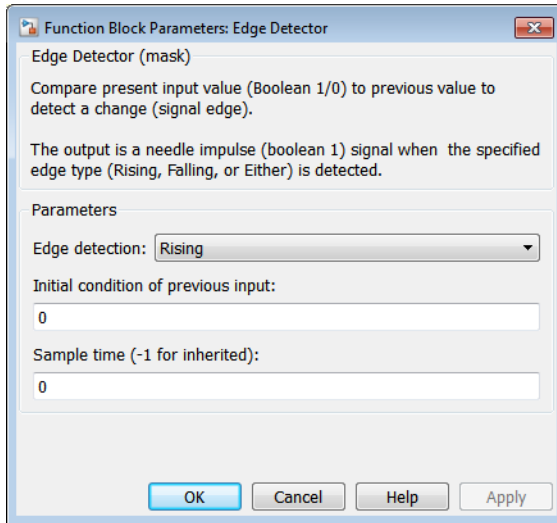 Function Block Parameters: Edge Detector
Edge Detector (mask)
Compare present input value (Boolean 1/0) to previous value to
detect a change (signal edge).
The output is a needle impulse (boolean 1) signal when  the specified
edge type (Rising, Falling, or Either) is detected.
Parameters
Edge detection: Rising
Initial condition of previous input:
0
Sample time (-1 for inherited):
0
OK Cancel Help Apply